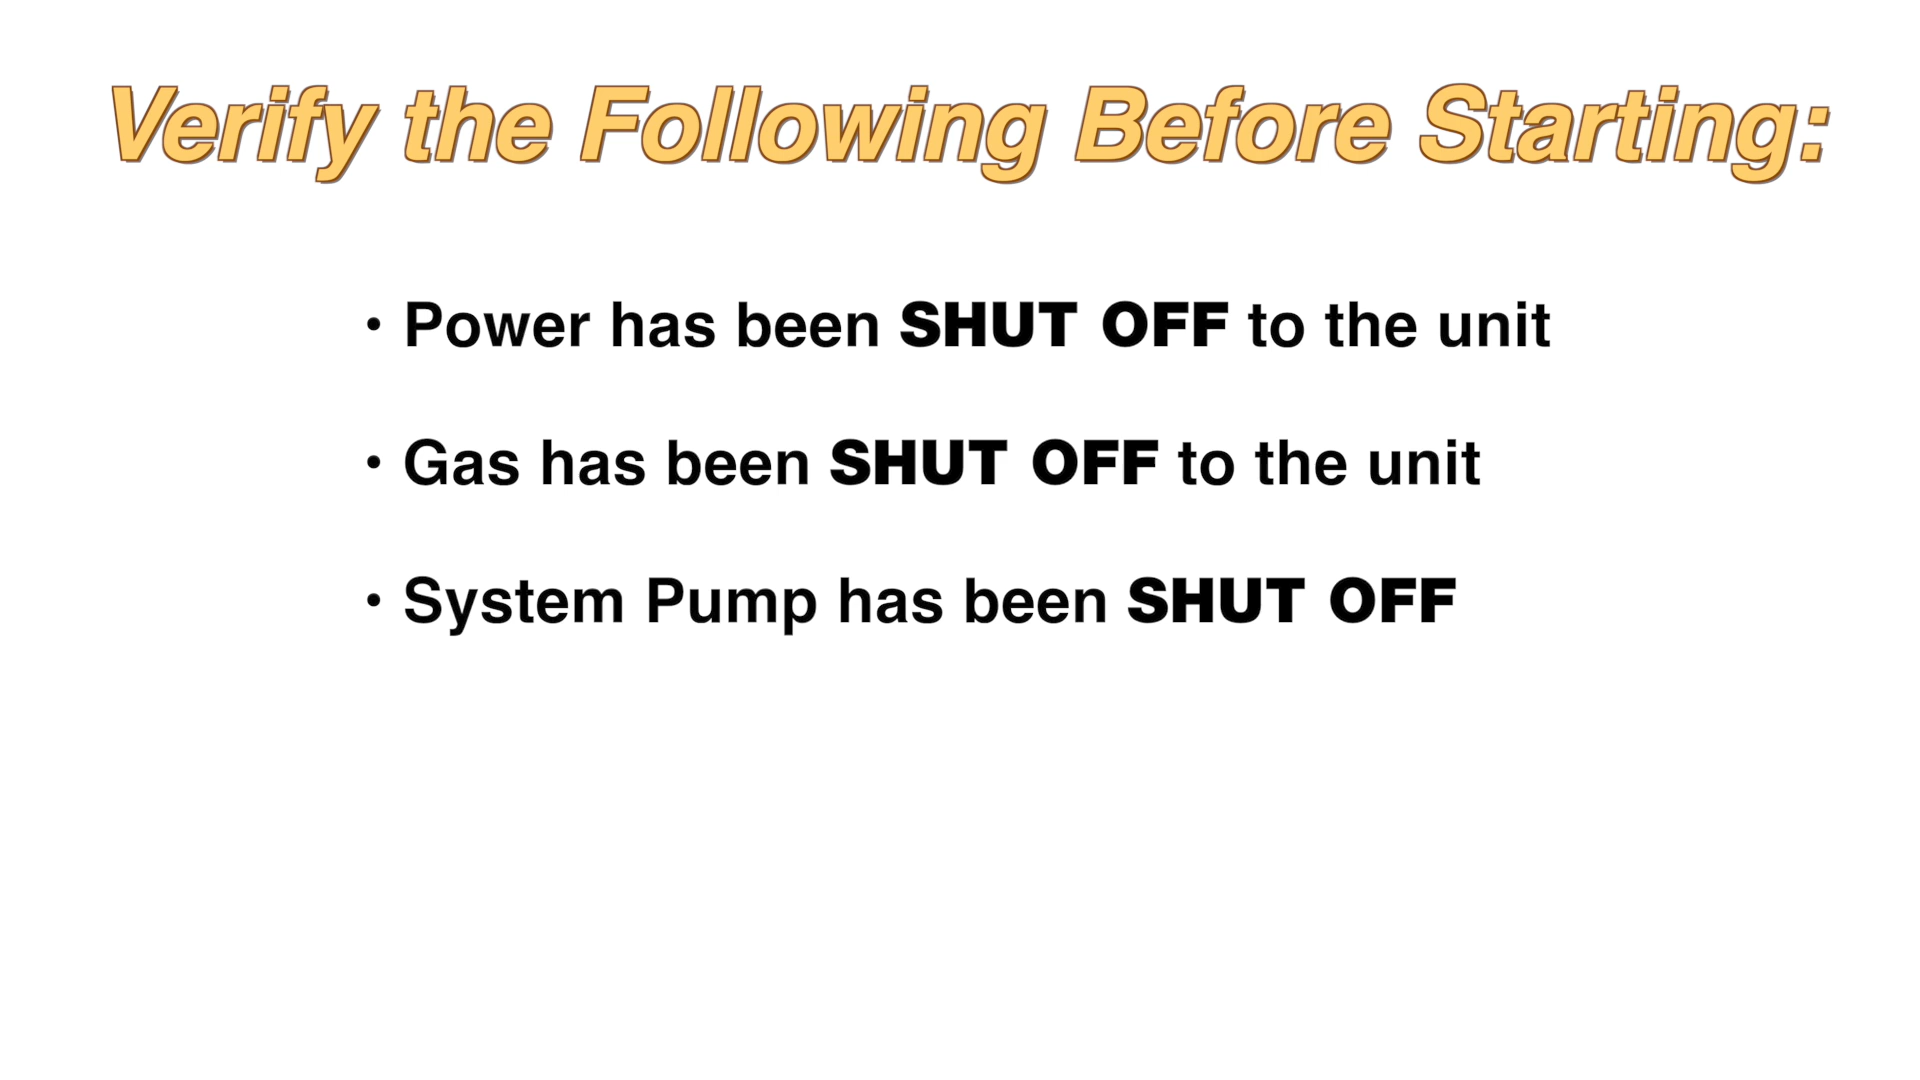 Verify the Following Before Starting:
• Power has been SHUT OFF to the unit
• Gas has been SHUT OFF to the unit
• System Pump has been SHUT OFF